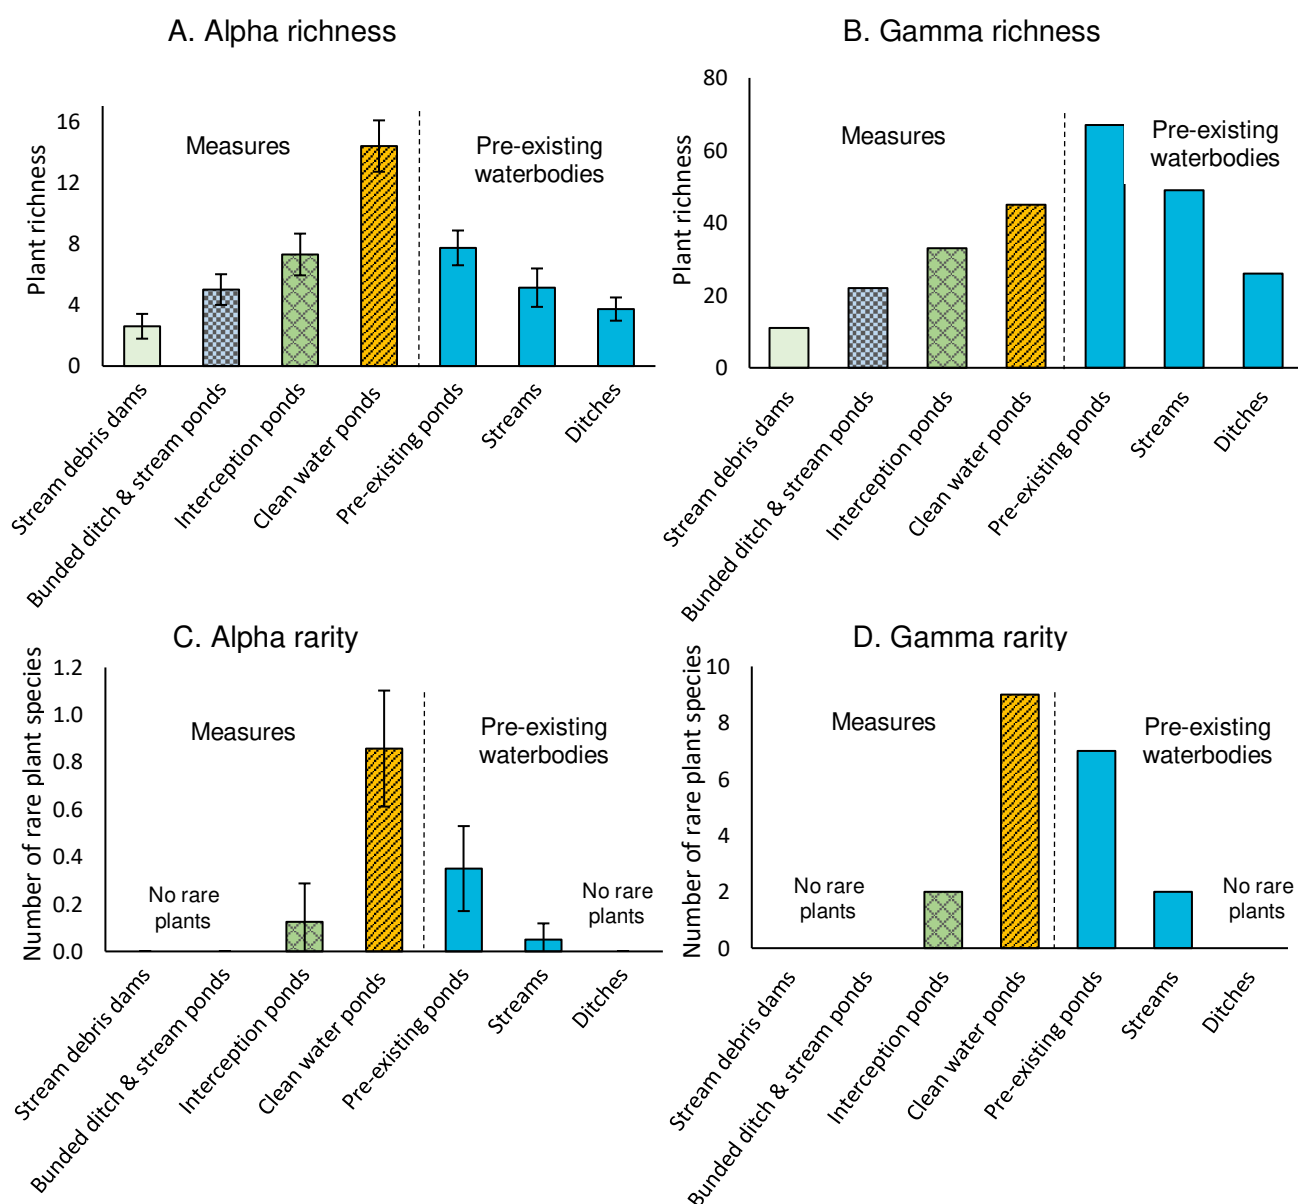 A. Alpha richness
Plant richness
16
12
8
4
0
Measures
Pre-existing
waterbodies
Stream debris dams
Bunded ditch & stream ponds
Interception ponds
Clean water ponds
Pre-existing ponds
Streams
Ditches
B. Gamma richness
Plant richness
80
60
40
20
0
Measures
Pre-existing
waterbodies
Stream debris dams
Bunded ditch & stream ponds
Interception ponds
Clean water ponds
Pre-existing ponds
Streams
Ditches
C. Alpha rarity
Number of rare plant species
1.2
1.0
0.8
0.6
0.4
0.2
0.0
Measures
Pre-existing
waterbodies
No rare
plants
No rare
plants
Stream debris dams
Bunded ditch & stream ponds
Interception ponds
Clean water ponds
Pre-existing ponds
Streams
Ditches
D. Gamma rarity
Number of rare plant species
10
8
6
4
2
0
Measures
Pre-existing
waterbodies
No rare
plants
No rare
plants
Stream debris dams
Bunded ditch & stream ponds
Interception ponds
Clean water ponds
Pre-existing ponds
Streams
Ditches